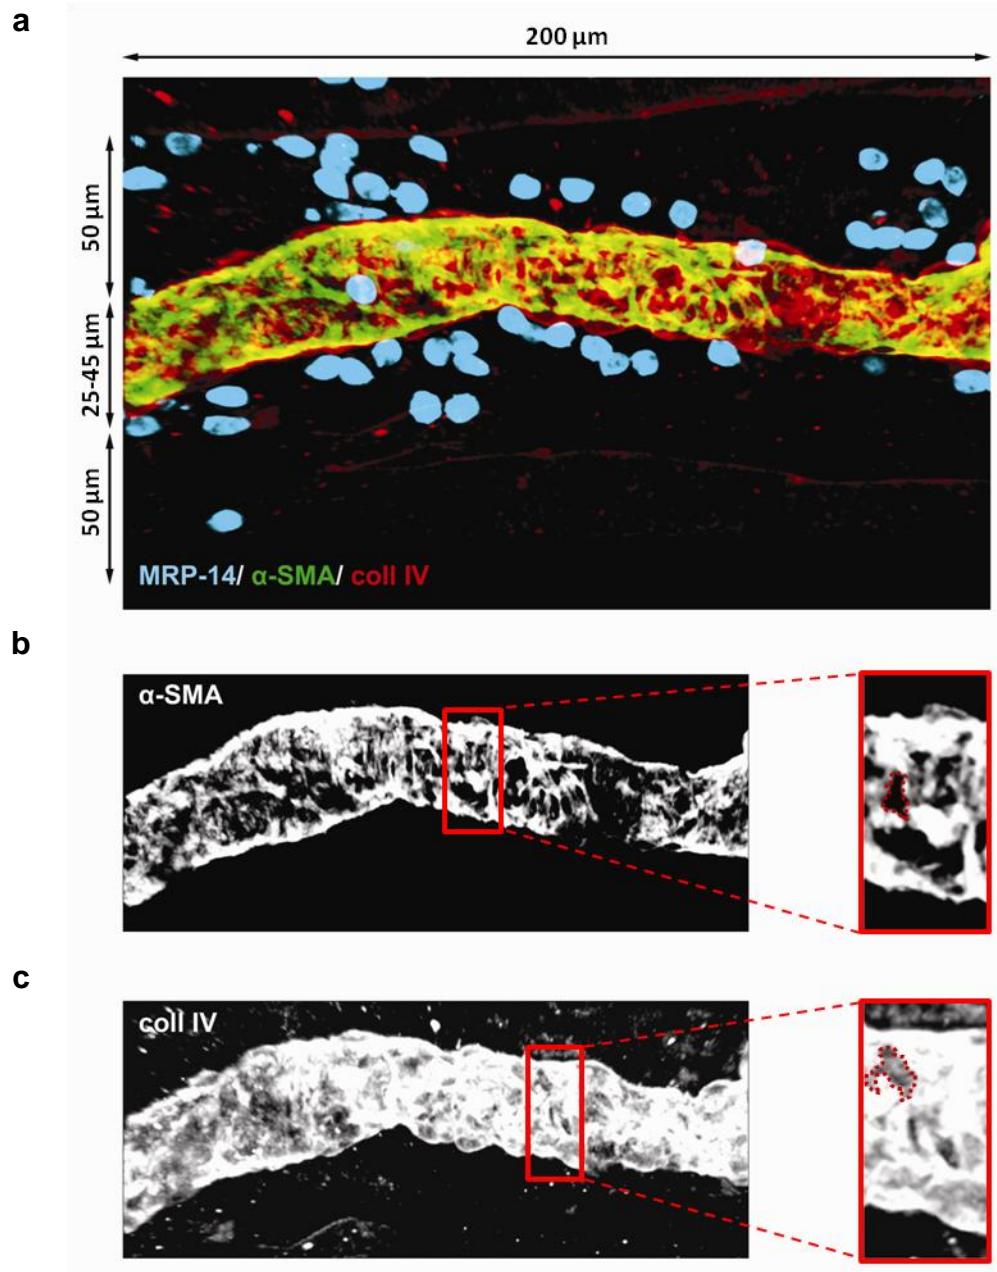 a
200 µm
50 µm
25-45 µm
50 µm
MRP-14/ α-SMA/ coll IV
b
α-SMA
c
coll IV